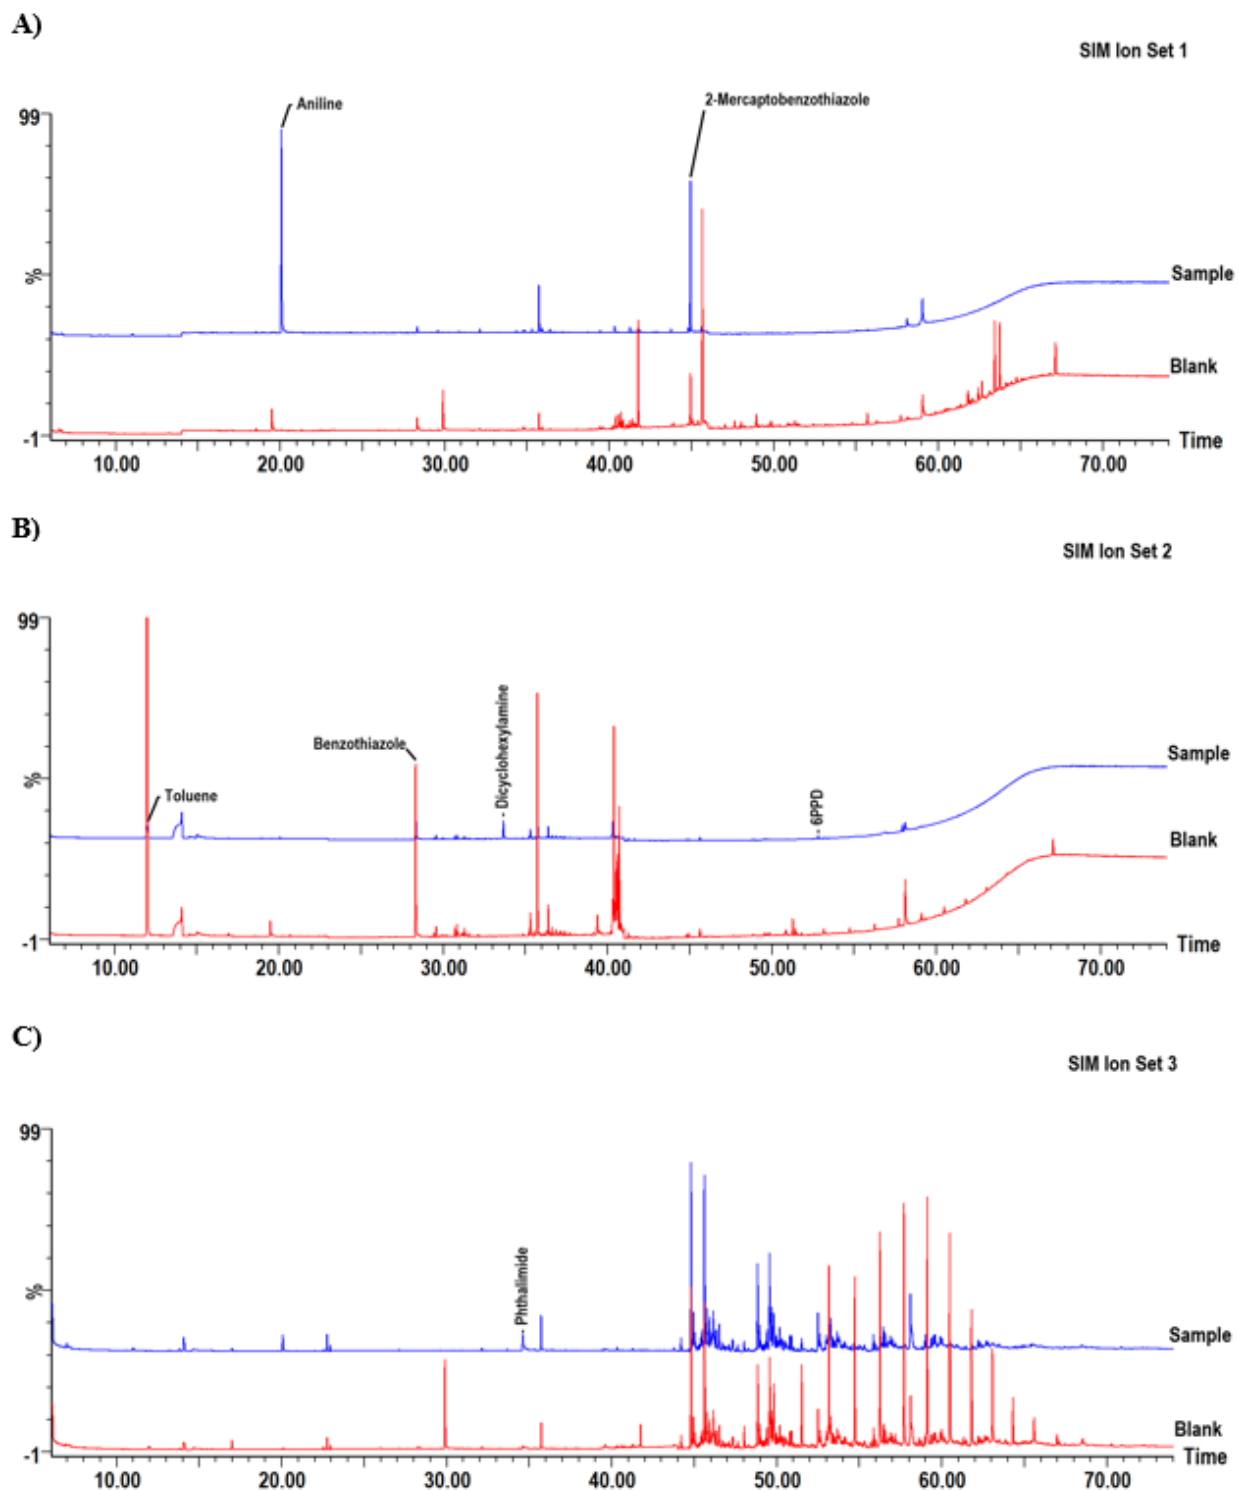 A)
SIM Ion Set 1
99
Aniline
2-Mercaptobenzothiazole
%
Sample
Blank
-1
Time
10.00 20.00 30.00 40.00 50.00 60.00 70.00
B)
SIM Ion Set 2
99
Dicyclohexylamine
Benzothiazole
Toluene
6PPD
%
Sample
Blank
-1
Time
10.00 20.00 30.00 40.00 50.00 60.00 70.00
C)
SIM Ion Set 3
99
Phthalimide
%
Sample
Blank
-1
Time
10.00 20.00 30.00 40.00 50.00 60.00 70.00